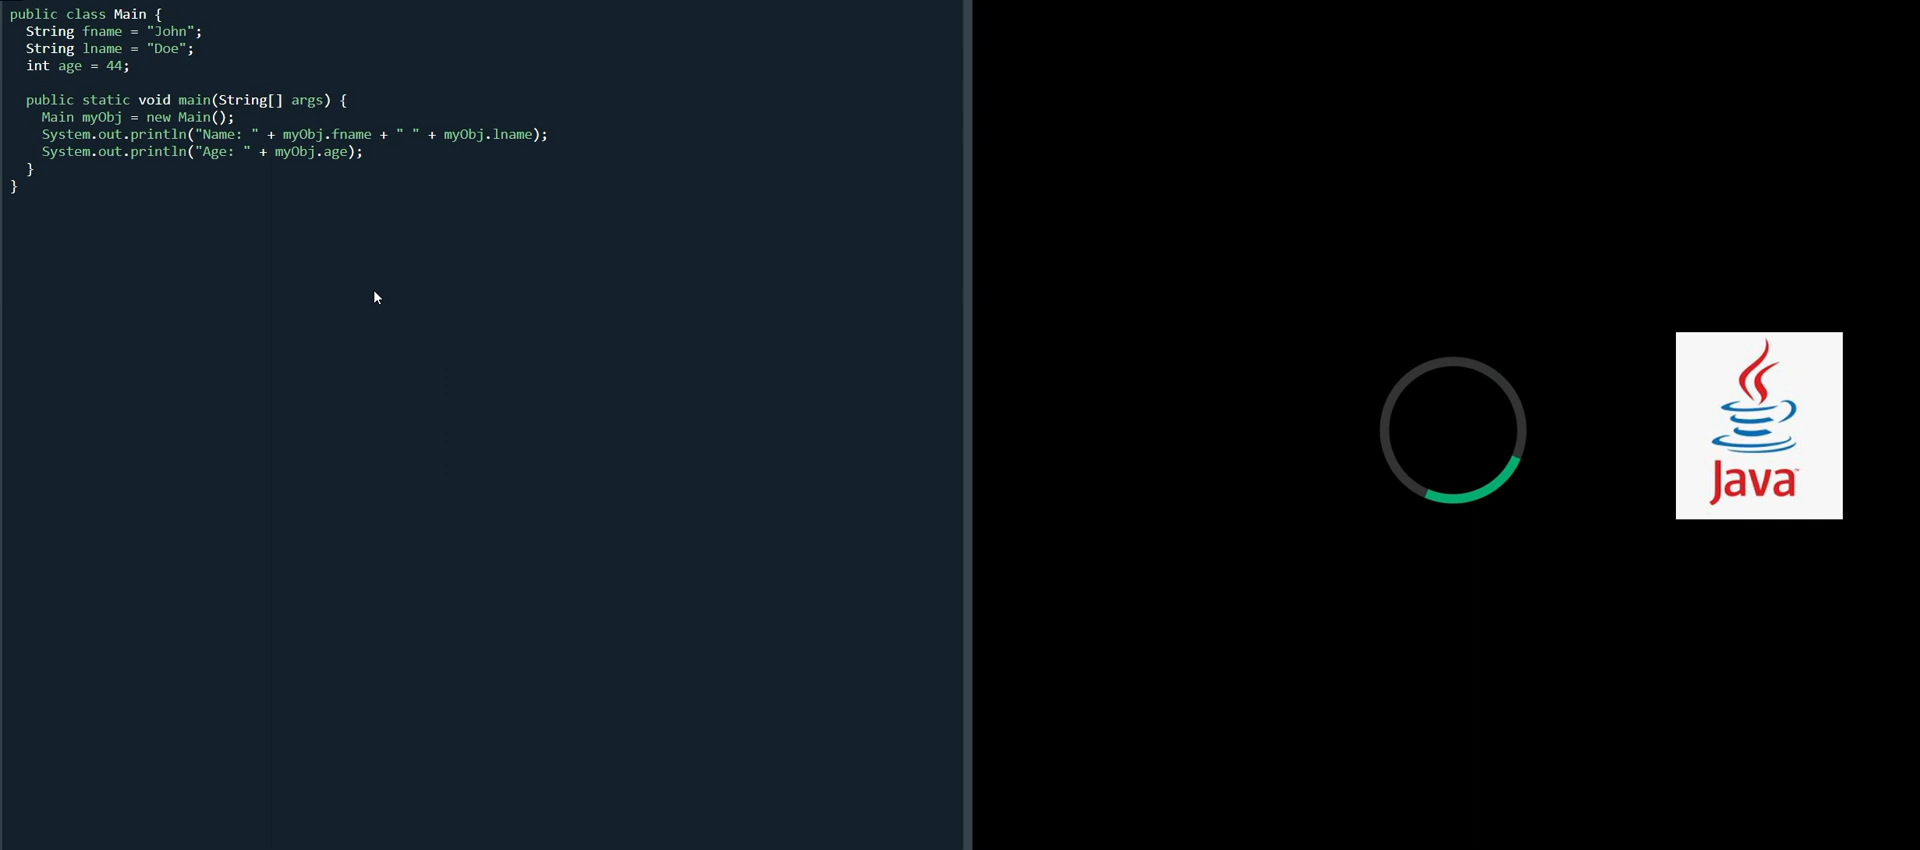 public class Main {
  String fname = "John";
  String lname = "Doe";
  int age = 44;

  public static void main(String[] args) {
    Main myObj = new Main();
    System.out.println("Name: " + myObj.fname + " " + myObj.lname);
    System.out.println("Age: " + myObj.age);
  }
}
Java™